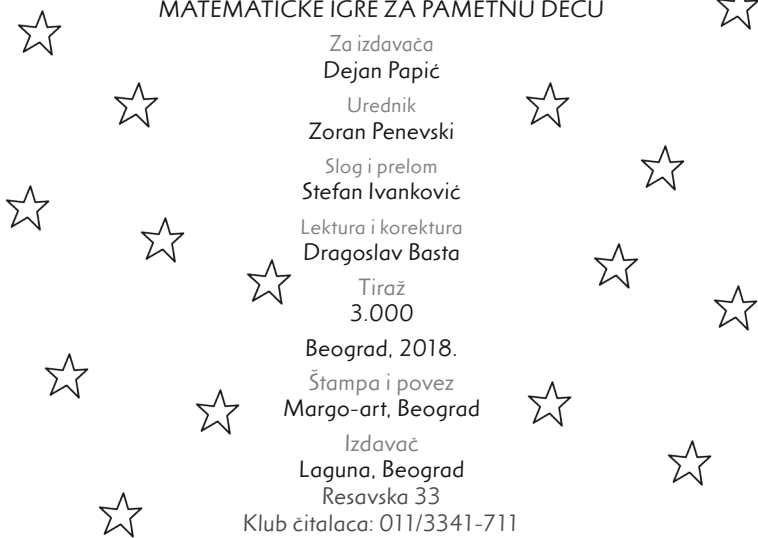 MATEMATIČKE IGRE ZA PAMETNU DECU
Za izdavača
Dejan Papić
Urednik
Zoran Penevski
Slog i prelom
Stefan Ivanković
Lektura i korektura
Dragoslav Basta
Tiraž
3.000
Beograd, 2018.
Štampa i povez
Margo-art, Beograd
Izdavač
Laguna, Beograd
Resavska 33
Klub čitalaca: 011/3341-711